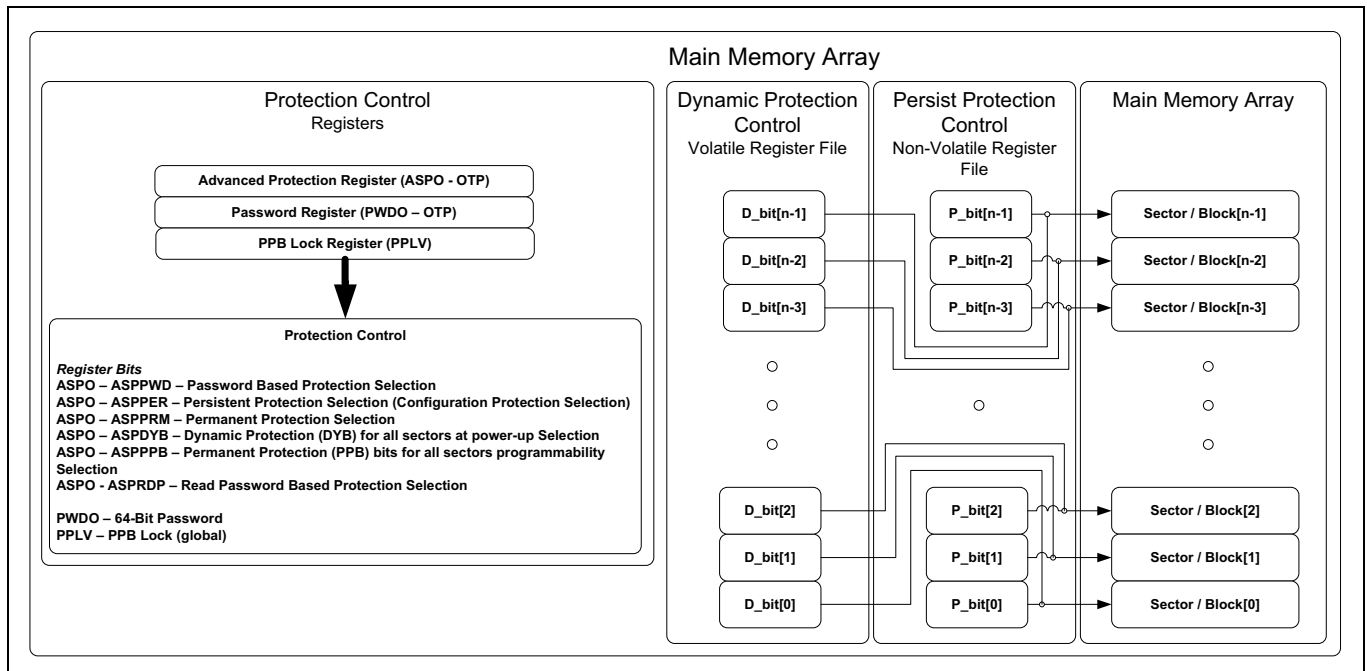 Main Memory Array
Protection Control
Registers
Advanced Protection Register (ASPO - OTP)
Password Register (PWDO – OTP)
PPB Lock Register (PPLV)
Protection Control
Register Bits
ASPO – ASPPWD – Password Based Protection Selection
ASPO – ASPPER – Persistent Protection Selection (Configuration Protection Selection)
ASPO – ASPPRM – Permanent Protection Selection
ASPO – ASPDYB – Dynamic Protection (DYB) for all sectors at power-up Selection
ASPO – ASPPPB – Permanent Protection (PPB) bits for all sectors programmability
Selection
ASPO - ASPRDP – Read Password Based Protection Selection
PWDO – 64-Bit Password
PPLV – PPB Lock (global)
Dynamic Protection
Control
Volatile Register File
D_bit[n-1]
D_bit[n-2]
D_bit[n-3]
D_bit[2]
D_bit[1]
D_bit[0]
Persist Protection
Control
Non-Volatile Register
File
P_bit[n-1]
P_bit[n-2]
P_bit[n-3]
P_bit[2]
P_bit[1]
P_bit[0]
Main Memory Array
Sector / Block[n-1]
Sector / Block[n-2]
Sector / Block[n-3]
Sector / Block[2]
Sector / Block[1]
Sector / Block[0]